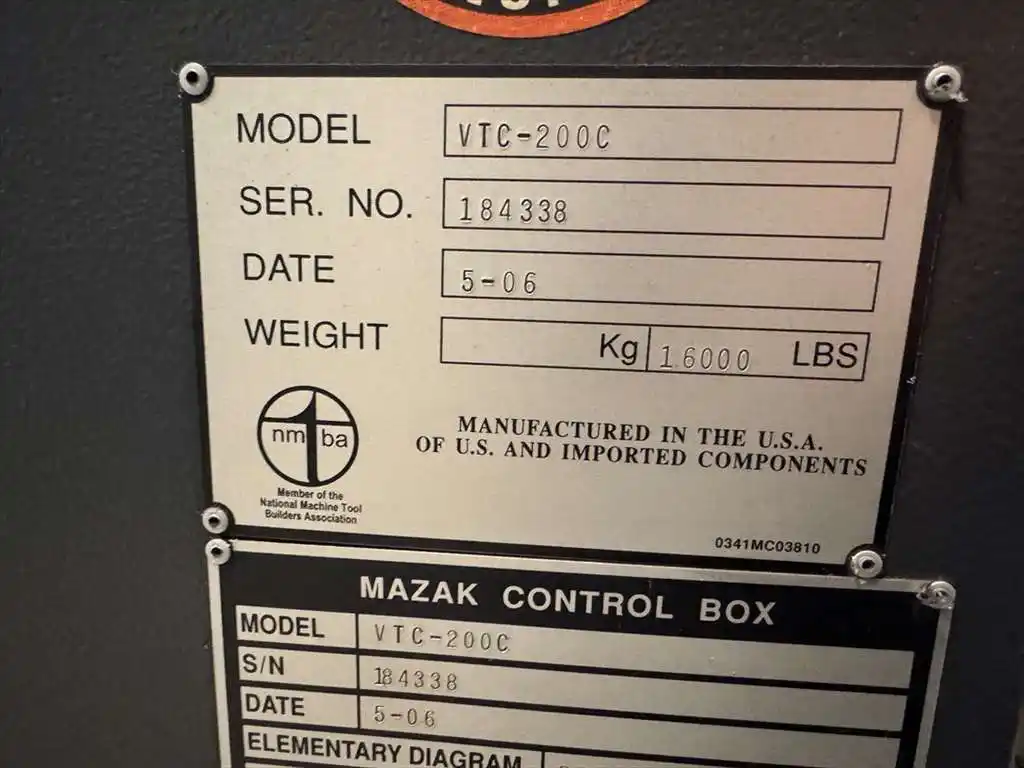 MODEL VTC-200C
SER. NO. 184338
DATE 5-06
WEIGHT Kg 16000 LBS
nm 1 ba
MANUFACTURED IN THE U.S.A.
OF U.S. AND IMPORTED COMPONENTS
Member of the
National Machine Tool
Builders Association
0341MC03810
MAZAK CONTROL BOX
MODEL VTC-200C
S/N 184338
DATE 5-06
ELEMENTARY DIAGRAM